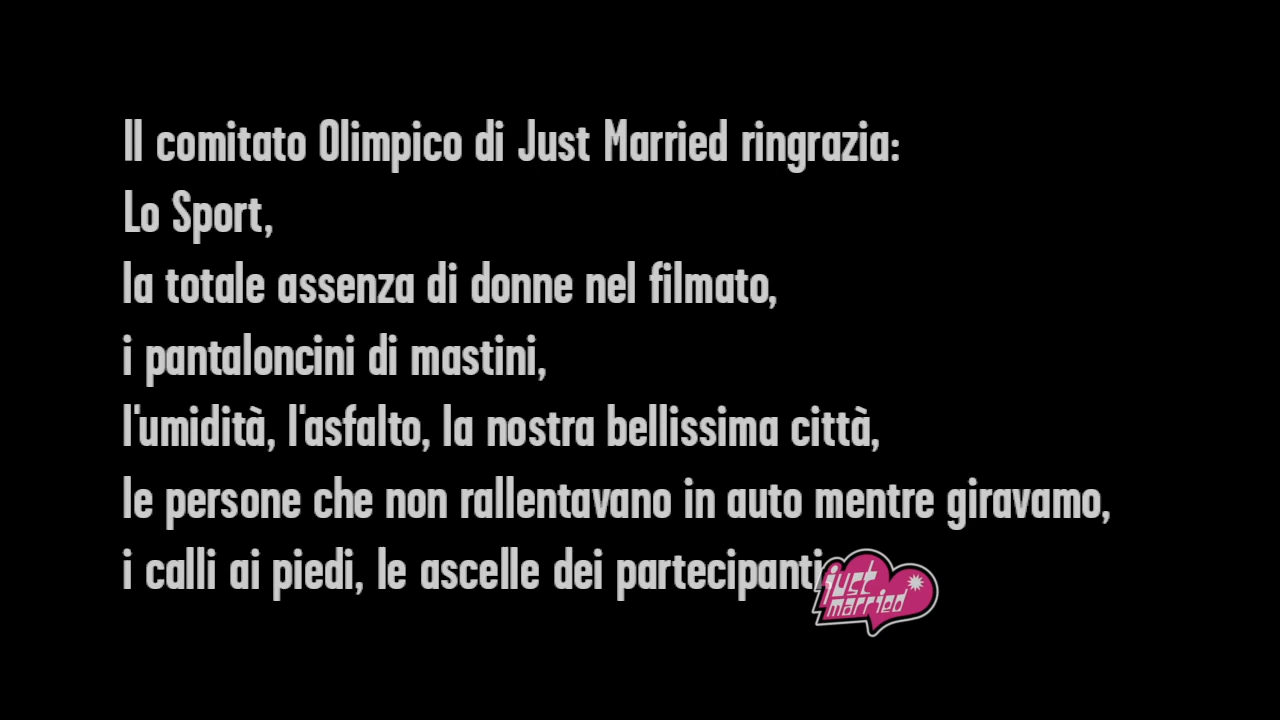 Il comitato Olimpico di Just Married ringrazia:
Lo Sport,
la totale assenza di donne nel filmato,
i pantaloncini di mastini,
l'umidità, l'asfalto, la nostra bellissima città,
le persone che non rallentavano in auto mentre giravamo,
i calli ai piedi, le ascelle dei partecipanti
just
married